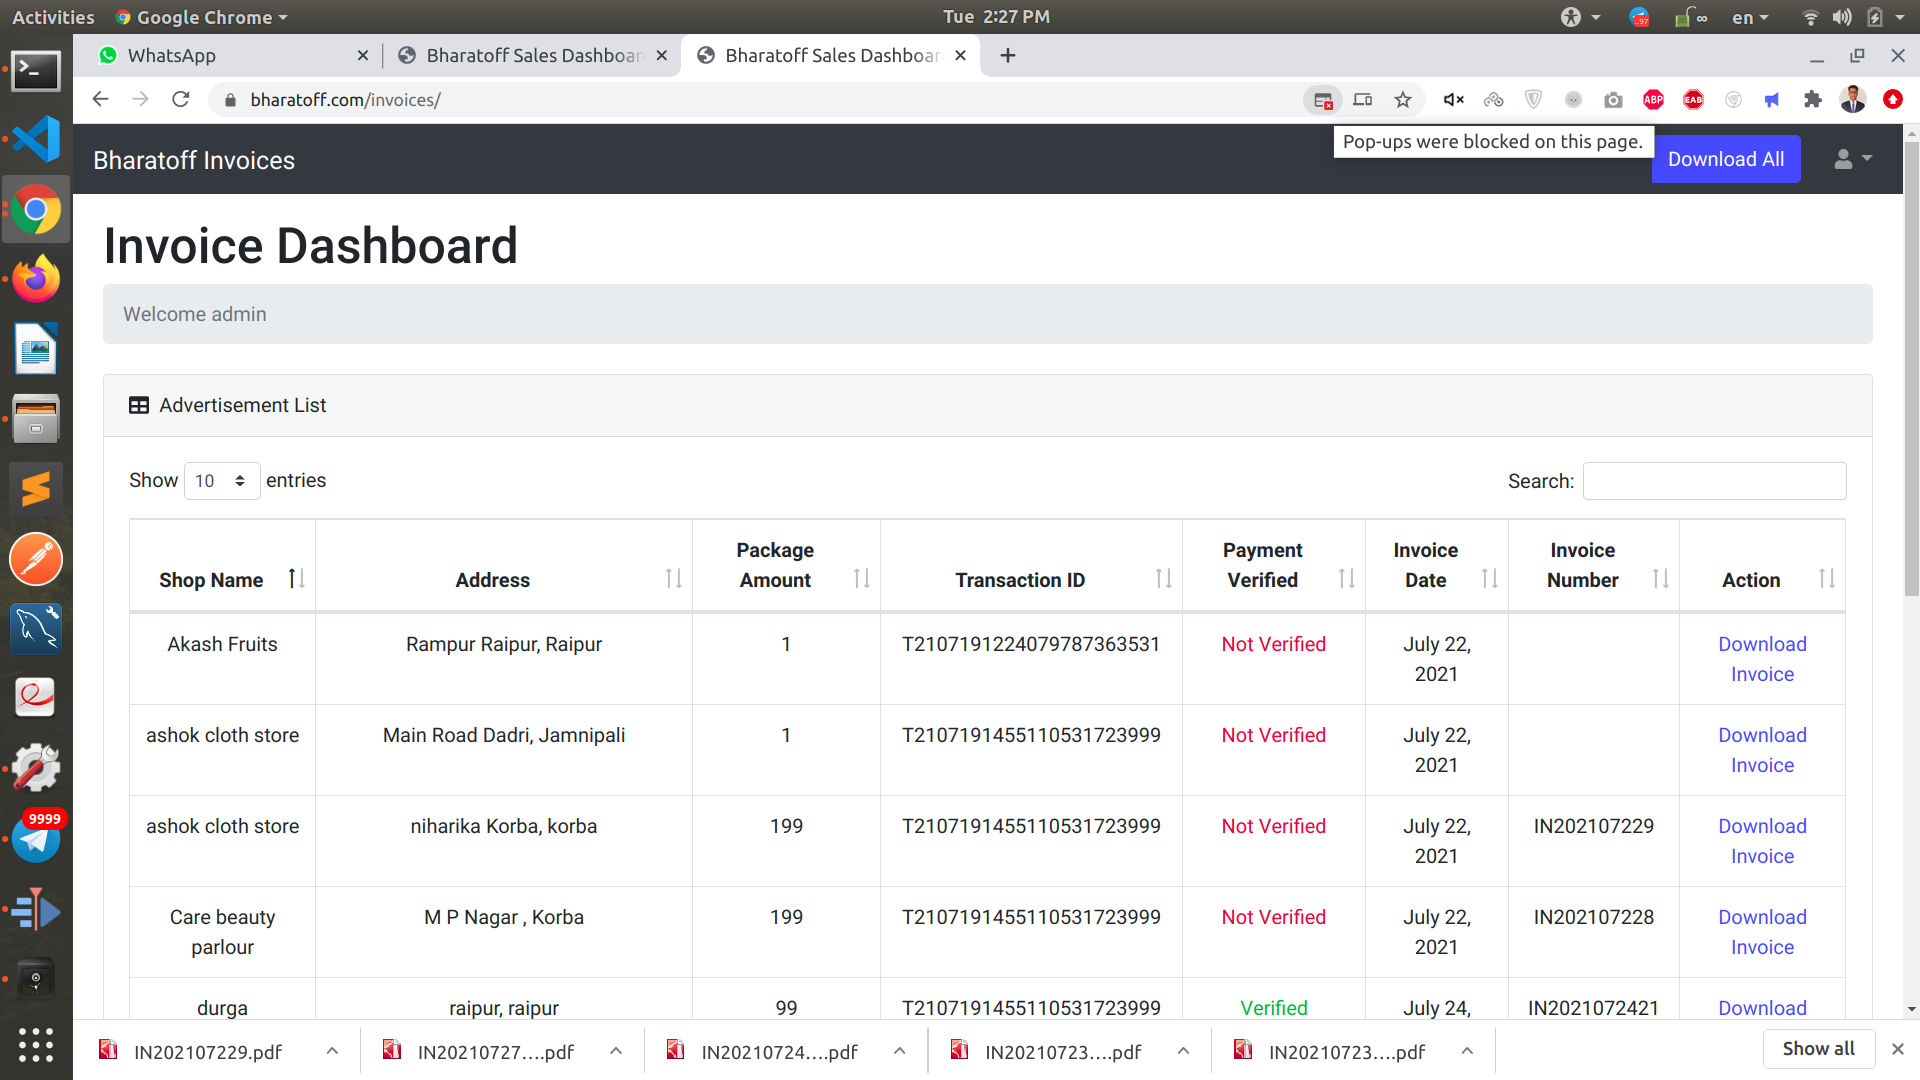 Activities Google Chrome Tue 2:27 PM .97 ∞ en
WhatsApp Bharatoff Sales Dashboar Bharatoff Sales Dashboar
bharatoff.com/invoices/ ABP EAB
Pop-ups were blocked on this page.
Bharatoff Invoices Download All
Invoice Dashboard
Welcome admin
Advertisement List
Show 10 entries Search:
Shop Name Address Package Amount Transaction ID Payment Verified Invoice Date Invoice Number Action
Akash Fruits Rampur Raipur, Raipur 1 T2107191224079787363531 Not Verified July 22, 2021 Download Invoice
ashok cloth store Main Road Dadri, Jamnipali 1 T2107191455110531723999 Not Verified July 22, 2021 Download Invoice
ashok cloth store niharika Korba, korba 199 T2107191455110531723999 Not Verified July 22, 2021 IN202107229 Download Invoice
Care beauty parlour M P Nagar , Korba 199 T2107191455110531723999 Not Verified July 22, 2021 IN202107228 Download Invoice
durga raipur, raipur 99 T2107191455110531723999 Verified July 24, IN2021072421 Download
9999
IN202107229.pdf IN20210727....pdf IN20210724....pdf IN20210723....pdf IN20210723....pdf Show all